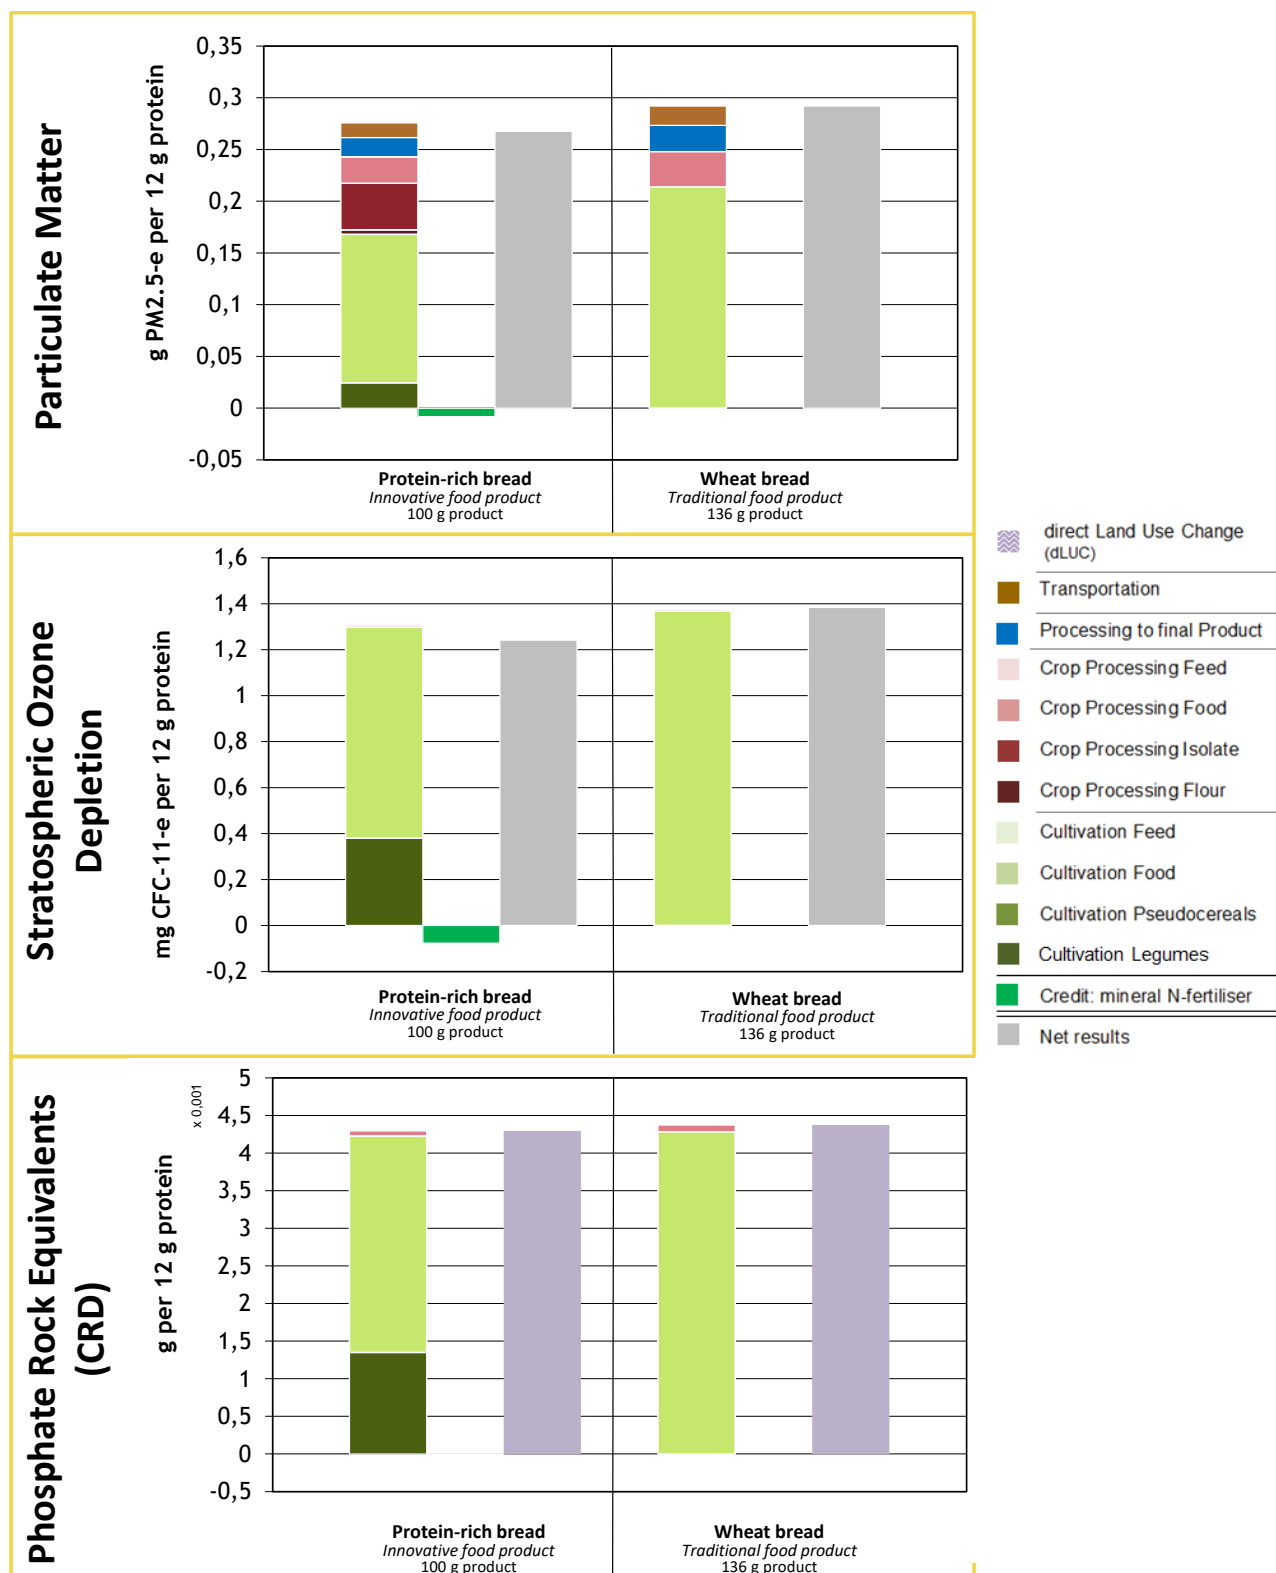 Particulate Matter
g PM2.5-e per 12 g protein
0,35
0,3
0,25
0,2
0,15
0,1
0,05
0
-0,05
Protein-rich bread
Innovative food product
100 g product
Wheat bread
Traditional food product
136 g product
Stratospheric Ozone
Depletion
mg CFC-11-e per 12 g protein
1,6
1,4
1,2
1
0,8
0,6
0,4
0,2
0
-0,2
Protein-rich bread
Innovative food product
100 g product
Wheat bread
Traditional food product
136 g product
Phosphate Rock Equivalents
(CRD)
g per 12 g protein
x 0,001
5
4,5
4
3,5
3
2,5
2
1,5
1
0,5
0
-0,5
Protein-rich bread
Innovative food product
100 g product
Wheat bread
Traditional food product
136 g product
direct Land Use Change
(dLUC)
Transportation
Processing to final Product
Crop Processing Feed
Crop Processing Food
Crop Processing Isolate
Crop Processing Flour
Cultivation Feed
Cultivation Food
Cultivation Pseudocereals
Cultivation Legumes
Credit: mineral N-fertiliser
Net results